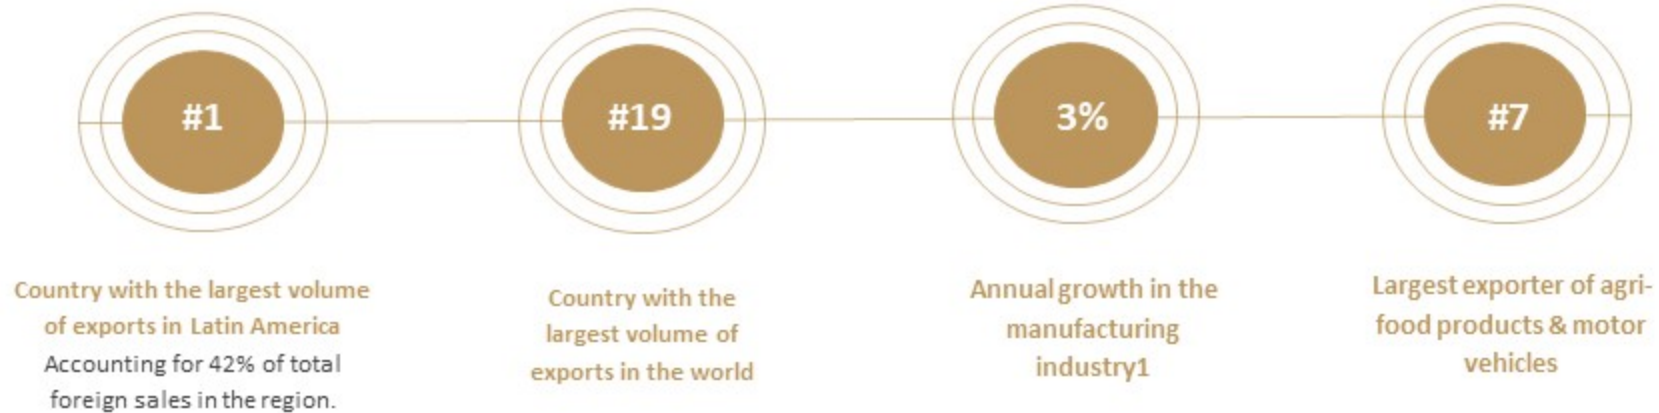 #1
Country with the largest volume
of exports in Latin America
Accounting for 42% of total
foreign sales in the region.
#19
Country with the
largest volume of
exports in the world
3%
Annual growth in the
manufacturing
industry1
#7
Largest exporter of agri-
food products & motor
vehicles